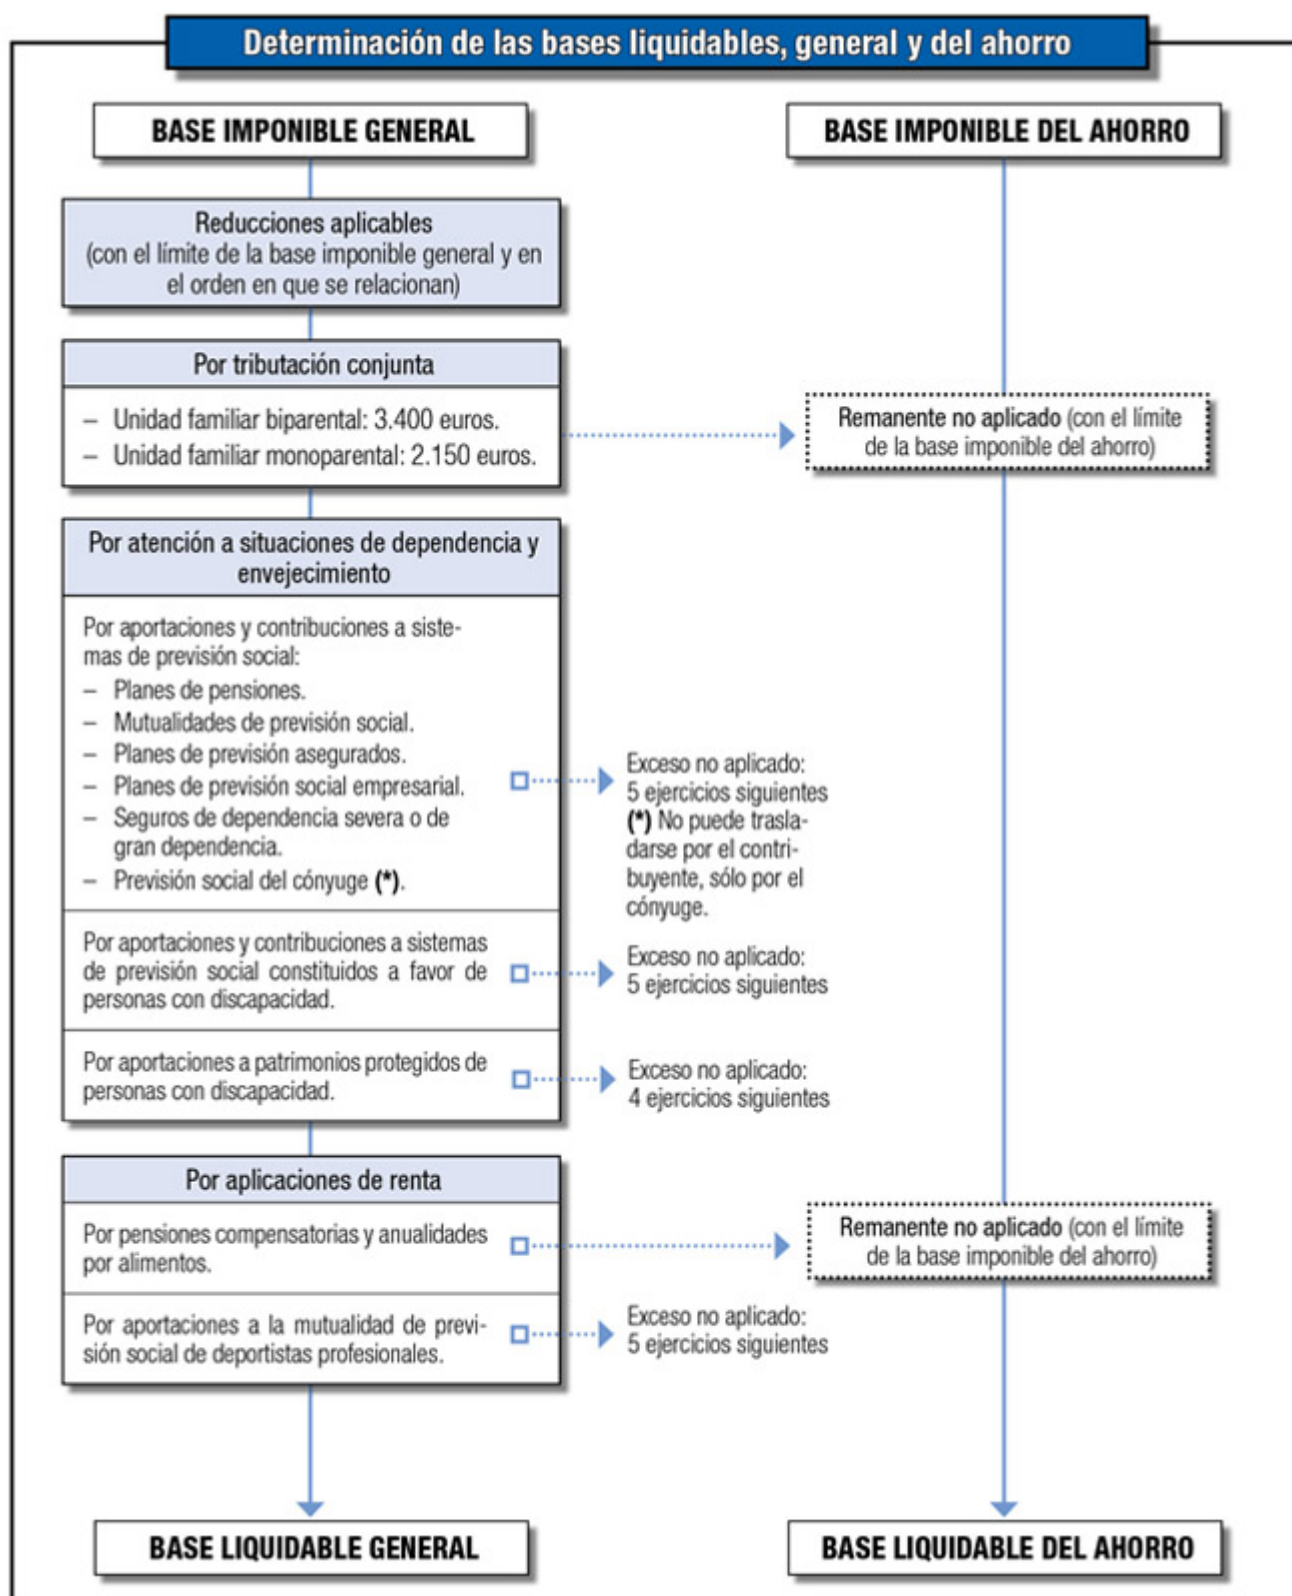 Determinación de las bases liquidables, general y del ahorro
BASE IMPONIBLE GENERAL
BASE IMPONIBLE DEL AHORRO
Reducciones aplicables
(con el límite de la base imponible general y en
el orden en que se relacionan)
Por tributación conjunta
– Unidad familiar biparental: 3.400 euros.
– Unidad familiar monoparental: 2.150 euros.
Remanente no aplicado (con el límite
de la base imponible del ahorro)
Por atención a situaciones de dependencia y
envejecimiento
Por aportaciones y contribuciones a siste-
mas de previsión social:
– Planes de pensiones.
– Mutualidades de previsión social.
– Planes de previsión asegurados.
– Planes de previsión social empresarial.
– Seguros de dependencia severa o de
gran dependencia.
– Previsión social del cónyuge (*).
Exceso no aplicado:
5 ejercicios siguientes
(*) No puede trasla-
darse por el contri-
buyente, sólo por el
cónyuge.
Por aportaciones y contribuciones a sistemas
de previsión social constituidos a favor de
personas con discapacidad.
Exceso no aplicado:
5 ejercicios siguientes
Por aportaciones a patrimonios protegidos de
personas con discapacidad.
Exceso no aplicado:
4 ejercicios siguientes
Por aplicaciones de renta
Por pensiones compensatorias y anualidades
por alimentos.
Remanente no aplicado (con el límite
de la base imponible del ahorro)
Por aportaciones a la mutualidad de previ-
sión social de deportistas profesionales.
Exceso no aplicado:
5 ejercicios siguientes
BASE LIQUIDABLE GENERAL
BASE LIQUIDABLE DEL AHORRO